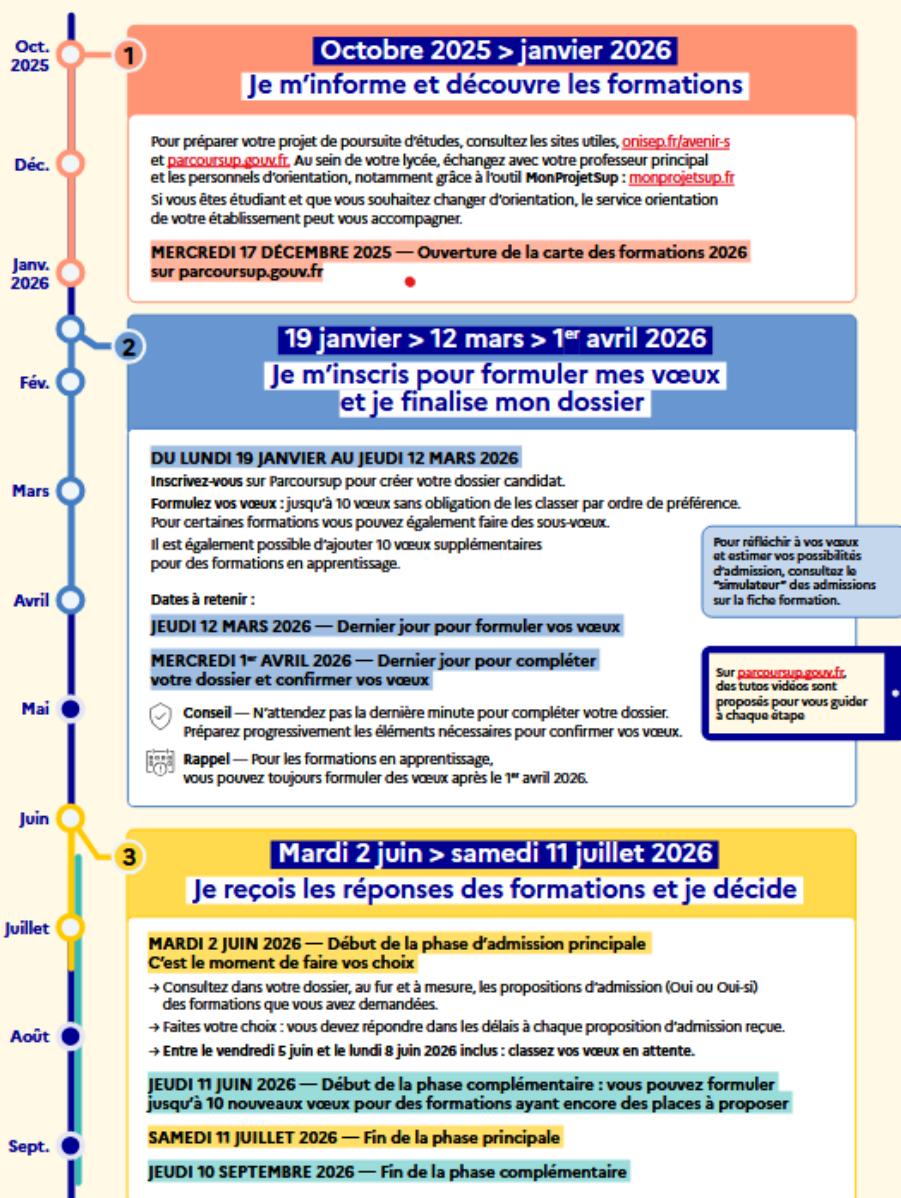 Oct.
2025
1
Octobre 2025 > janvier 2026
Je m'informe et découvre les formations
Pour préparer votre projet de poursuite d'études, consultez les sites utiles, onisep.fr/avenir-s
et parcoursup.gouv.fr. Au sein de votre lycée, échangez avec votre professeur principal
et les personnels d'orientation, notamment grâce à l'outil MonProjetSup : monprojetsup.fr
Si vous êtes étudiant et que vous souhaitez changer d'orientation, le service orientation
de votre établissement peut vous accompagner.
MERCREDI 17 DÉCEMBRE 2025 — Ouverture de la carte des formations 2026
sur parcoursup.gouv.fr
Déc.
Janv.
2026
2
19 janvier > 12 mars > 1er avril 2026
Je m'inscris pour formuler mes vœux
et je finalise mon dossier
Fév.
DU LUNDI 19 JANVIER AU JEUDI 12 MARS 2026
Inscrivez-vous sur Parcoursup pour créer votre dossier candidat.
Formulez vos vœux : jusqu'à 10 vœux sans obligation de les classer par ordre de préférence.
Pour certaines formations vous pouvez également faire des sous-vœux.
Il est également possible d'ajouter 10 vœux supplémentaires
pour des formations en apprentissage.
Mars
Pour réfléchir à vos vœux
et estimer vos possibilités
d'admission, consultez le
"simulateur" des admissions
sur la fiche formation.
Avril
Dates à retenir :
JEUDI 12 MARS 2026 — Dernier jour pour formuler vos vœux
MERCREDI 1er AVRIL 2026 — Dernier jour pour compléter
votre dossier et confirmer vos vœux
Sur parcoursup.gouv.fr,
des tutos vidéos sont
proposés pour vous guider
à chaque étape
Mai
Conseil — N'attendez pas la dernière minute pour compléter votre dossier.
Préparez progressivement les éléments nécessaires pour confirmer vos vœux.
Rappel — Pour les formations en apprentissage,
vous pouvez toujours formuler des vœux après le 1er avril 2026.
Juin
3
Mardi 2 juin > samedi 11 juillet 2026
Je reçois les réponses des formations et je décide
Juillet
MARDI 2 JUIN 2026 — Début de la phase d'admission principale
C'est le moment de faire vos choix
→ Consultez dans votre dossier, au fur et à mesure, les propositions d'admission (Oui ou Oui-si)
des formations que vous avez demandées.
→ Faites votre choix : vous devez répondre dans les délais à chaque proposition d'admission reçue.
→ Entre le vendredi 5 juin et le lundi 8 juin 2026 inclus : classez vos vœux en attente.
Août
JEUDI 11 JUIN 2026 — Début de la phase complémentaire : vous pouvez formuler
jusqu'à 10 nouveaux vœux pour des formations ayant encore des places à proposer
SAMEDI 11 JUILLET 2026 — Fin de la phase principale
Sept.
JEUDI 10 SEPTEMBRE 2026 — Fin de la phase complémentaire